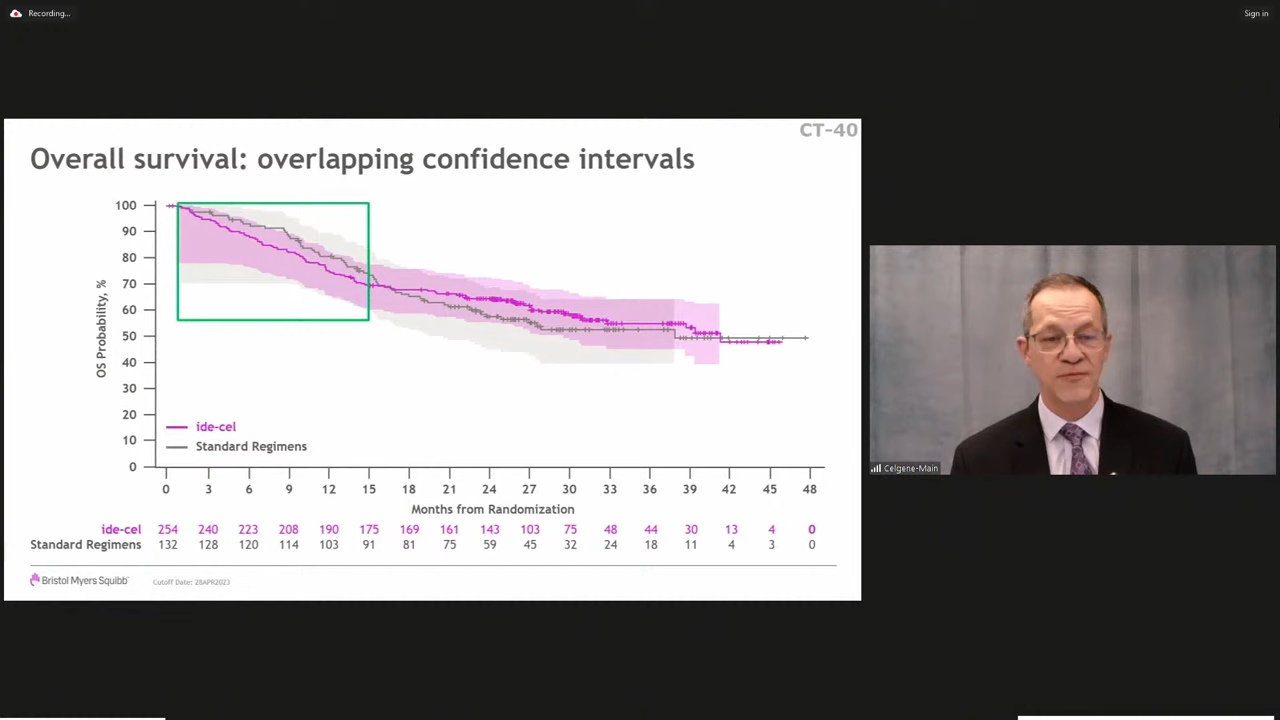 Recording...
Sign in
CT-40
Overall survival: overlapping confidence intervals
100
90
80
70
60
50
40
30
20
10
0
OS Probability, %
ide-cel
Standard Regimens
0 3 6 9 12 15 18 21 24 27 30 33 36 39 42 45 48
Months from Randomization
ide-cel 254 240 223 208 190 175 169 161 143 103 75 48 44 30 13 4 0
Standard Regimens 132 128 120 114 103 91 81 75 59 45 32 24 18 11 4 3 0
Bristol Myers Squibb™
Cutoff Date: 28APR2023
Celgene-Main